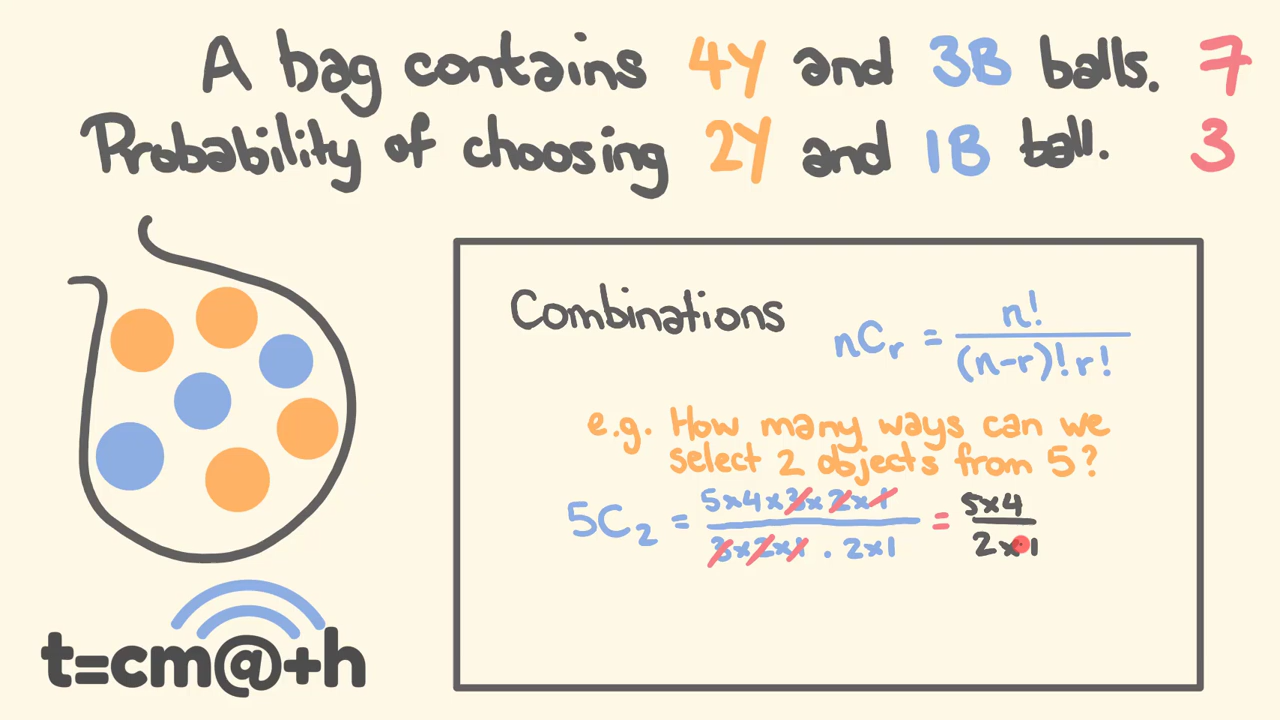 A bag contains 4Y and 3B balls. 7
Probability of choosing 2Y and 1B ball. 3
Combinations
nCr = n! / (n-r)! r!
e.g. How many ways can we
select 2 objects from 5?
5C2 = 5x4x3x2x1 / 3x2x1 . 2x1 = 5x4 / 2x1
t=cm@+h